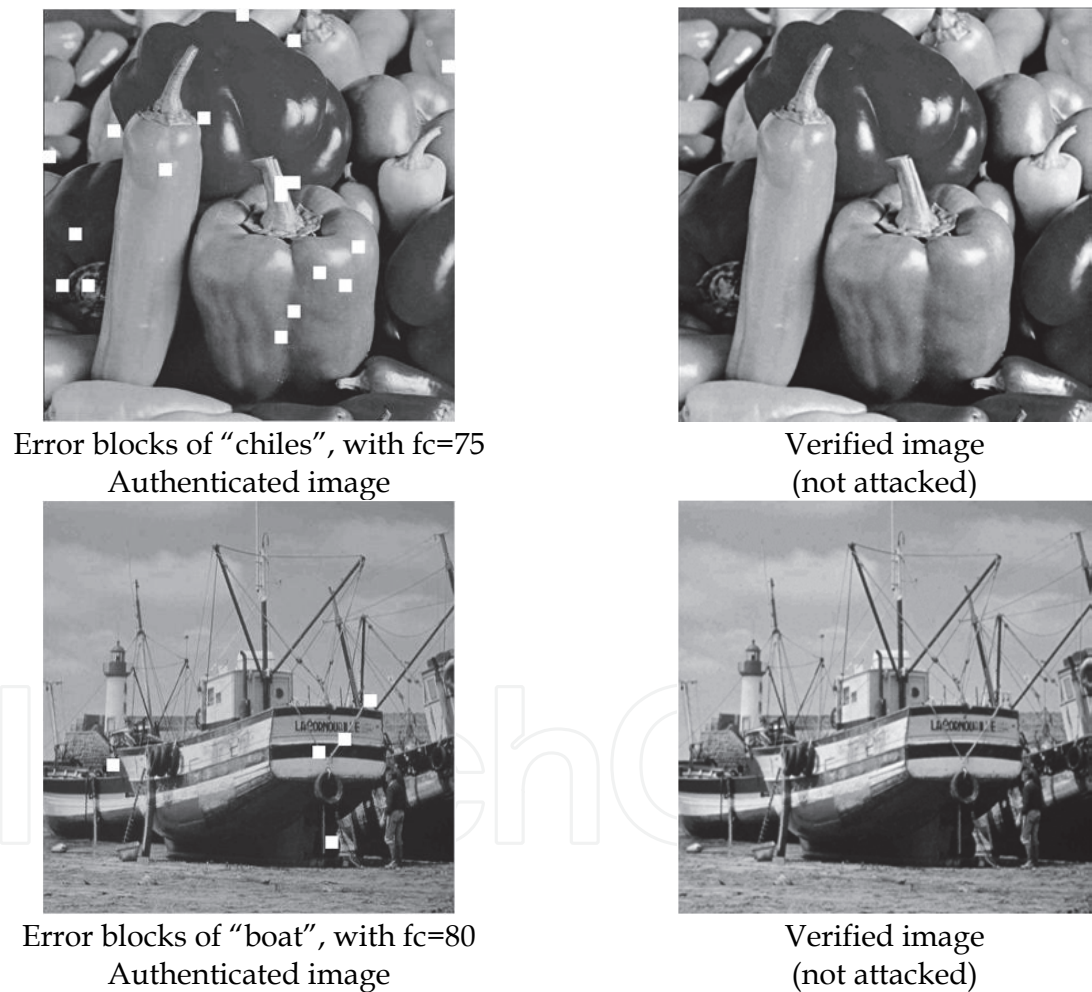 Error blocks of “chiles”, with fc=75
Authenticated image
Verified image
(not attacked)
Error blocks of “boat”, with fc=80
Authenticated image
Verified image
(not attacked)